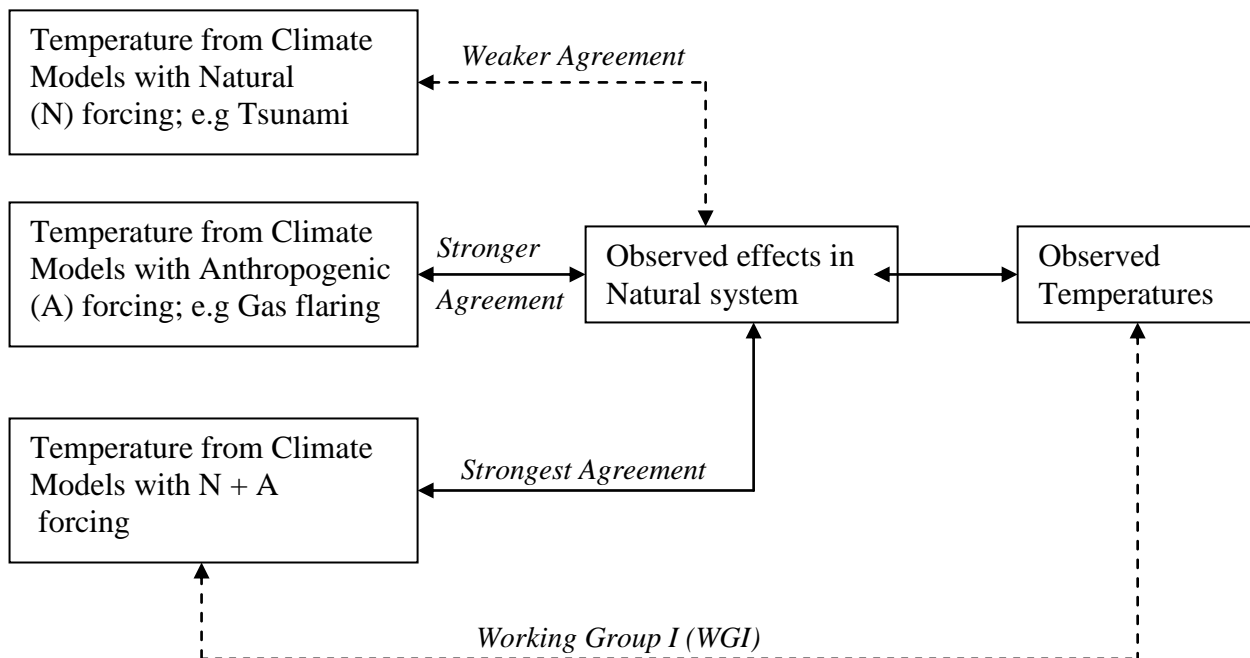 Temperature from Climate
Models with Natural
(N) forcing; e.g Tsunami
Weaker Agreement
Temperature from Climate
Models with Anthropogenic
(A) forcing; e.g Gas flaring
Stronger
Agreement
Observed effects in
Natural system
Observed
Temperatures
Temperature from Climate
Models with N + A
forcing
Strongest Agreement
Working Group I (WGI)